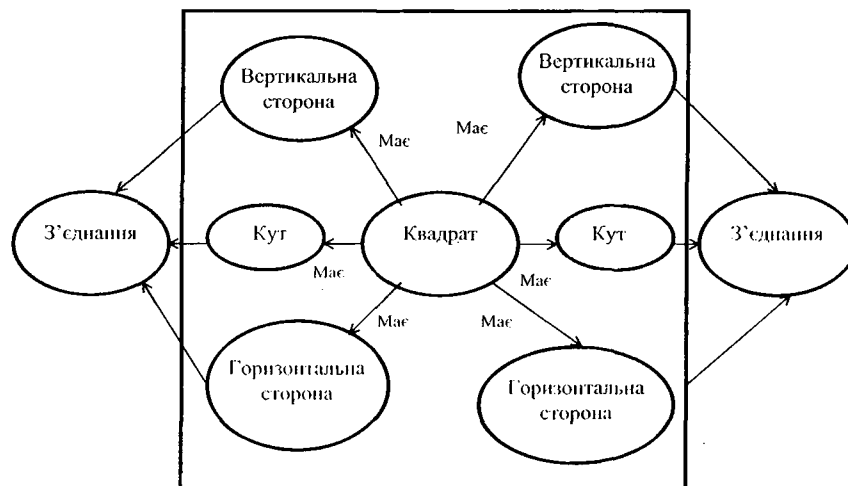 Вертикальна
сторона
Вертикальна
сторона
Має
Має
З’єднання
Кут
Квадрат
Кут
З’єднання
Має
Має
Має
Має
Горизонтальна
сторона
Горизонтальна
сторона